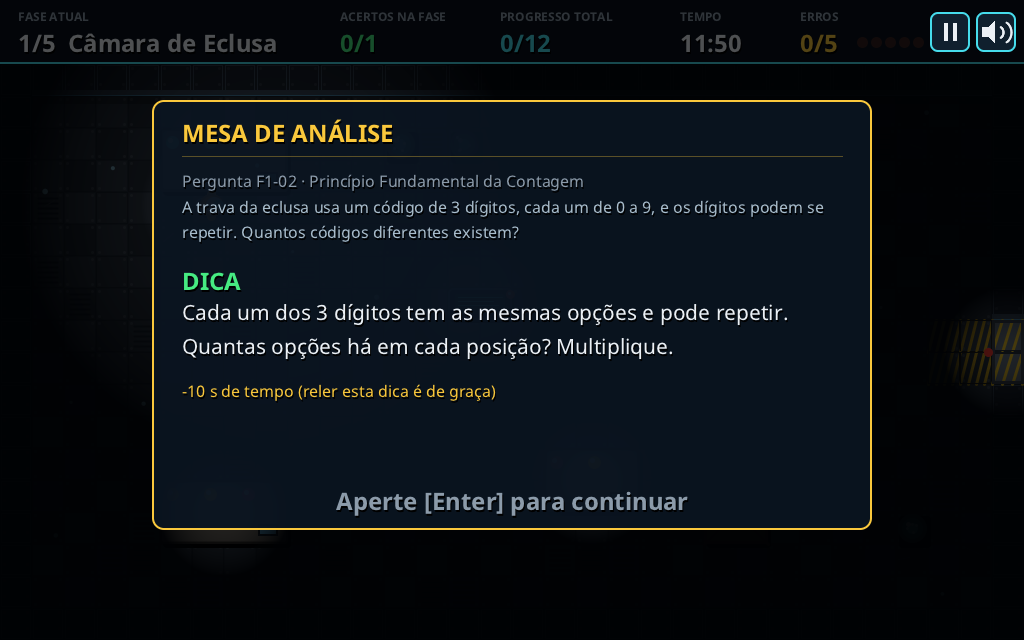 FASE ATUAL
ACERTOS NA FASE
PROGRESSO TOTAL
TEMPO
ERROS
1/5 Câmara de Eclusa
0/1
0/12
11:50
0/5
MESA DE ANÁLISE
Pergunta F1-02 · Princípio Fundamental da Contagem
A trava da eclusa usa um código de 3 dígitos, cada um de 0 a 9, e os dígitos podem se
repetir. Quantos códigos diferentes existem?
DICA
Cada um dos 3 dígitos tem as mesmas opções e pode repetir.
Quantas opções há em cada posição? Multiplique.
-10 s de tempo (reler esta dica é de graça)
Aperte [Enter] para continuar